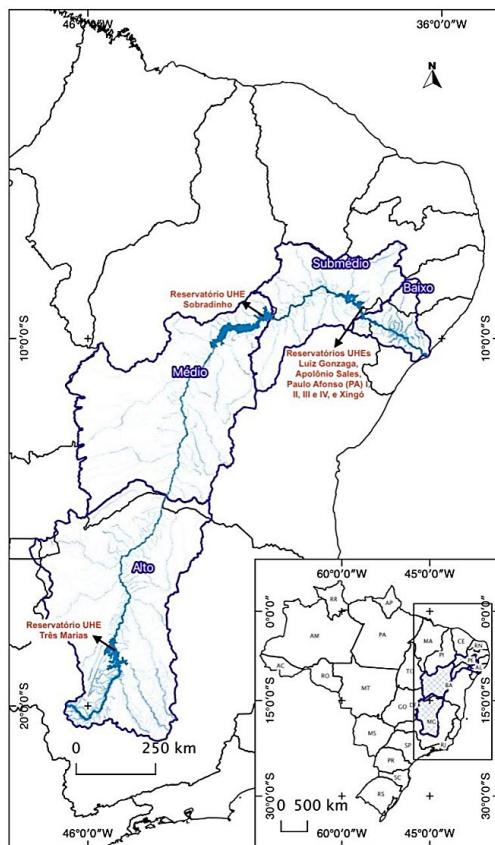 46°0'0"W
36°0'0"W
N
Submédio
Baixo
Reservatório UHE
Sobradinho
10°0'0"S
10°0'0"S
Reservatórios UHEs
Luiz Gonzaga,
Apolônio Sales,
Paulo Afonso (PA) I,
II, III e IV, e Xingó
Médio
Alto
Reservatório UHE
Três Marias
20°0'0"S
0
250 km
46°0'0"W
60°0'0"W
45°0'0"W
0°0'0"
0°0'0"
RR
AP
AM
PA
MA
CE
RN
PI
PE
AL
AC
RO
TO
BA
MT
15°0'0"S
15°0'0"S
GO
DF
MG
MS
SP
RJ
PR
SC
RS
30°0'0"S
30°0'0"S
0
500 km
60°0'0"W
45°0'0"W